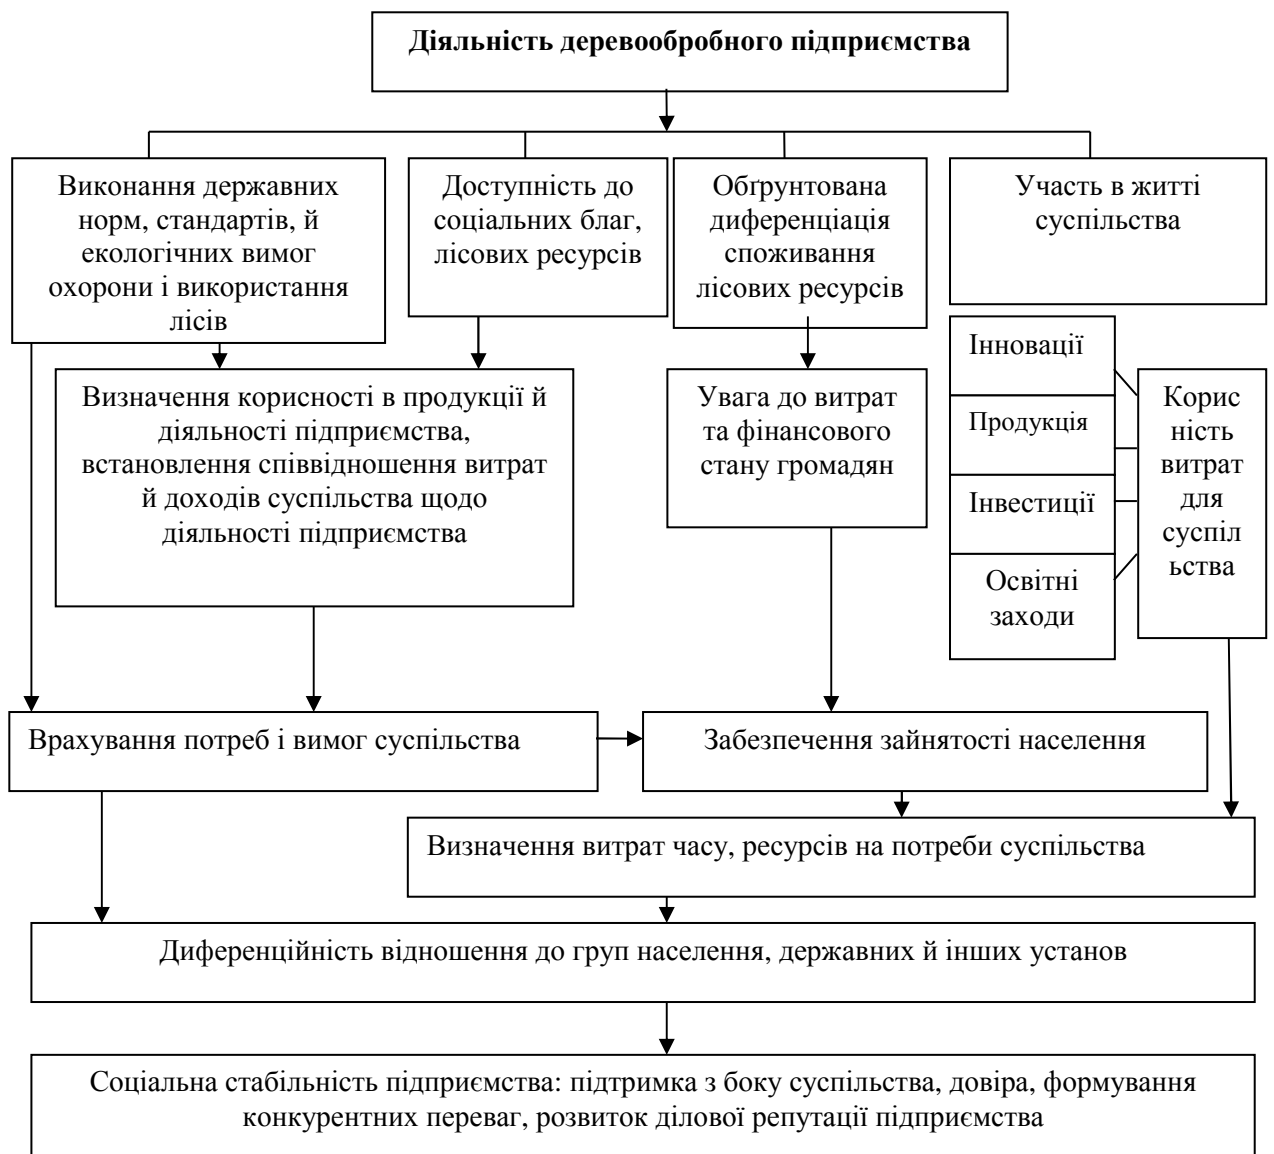 Діяльність деревообробного підприємства
Виконання державних
норм, стандартів, й
екологічних вимог
охорони і використання
лісів
Доступність до
соціальних благ,
лісових ресурсів
Обґрунтована
диференціація
споживання
лісових ресурсів
Участь в житті
суспільства
Визначення корисності в продукції й
діяльності підприємства,
встановлення співвідношення витрат
й доходів суспільства щодо
діяльності підприємства
Увага до витрат
та фінансового
стану громадян
Інновації
Продукція
Інвестиції
Освітні
заходи
Корис
ність
витрат
для
суспіл
ьства
Врахування потреб і вимог суспільства
Забезпечення зайнятості населення
Визначення витрат часу, ресурсів на потреби суспільства
Диференційність відношення до груп населення, державних й інших установ
Соціальна стабільність підприємства: підтримка з боку суспільства, довіра, формування
конкурентних переваг, розвиток ділової репутації підприємства